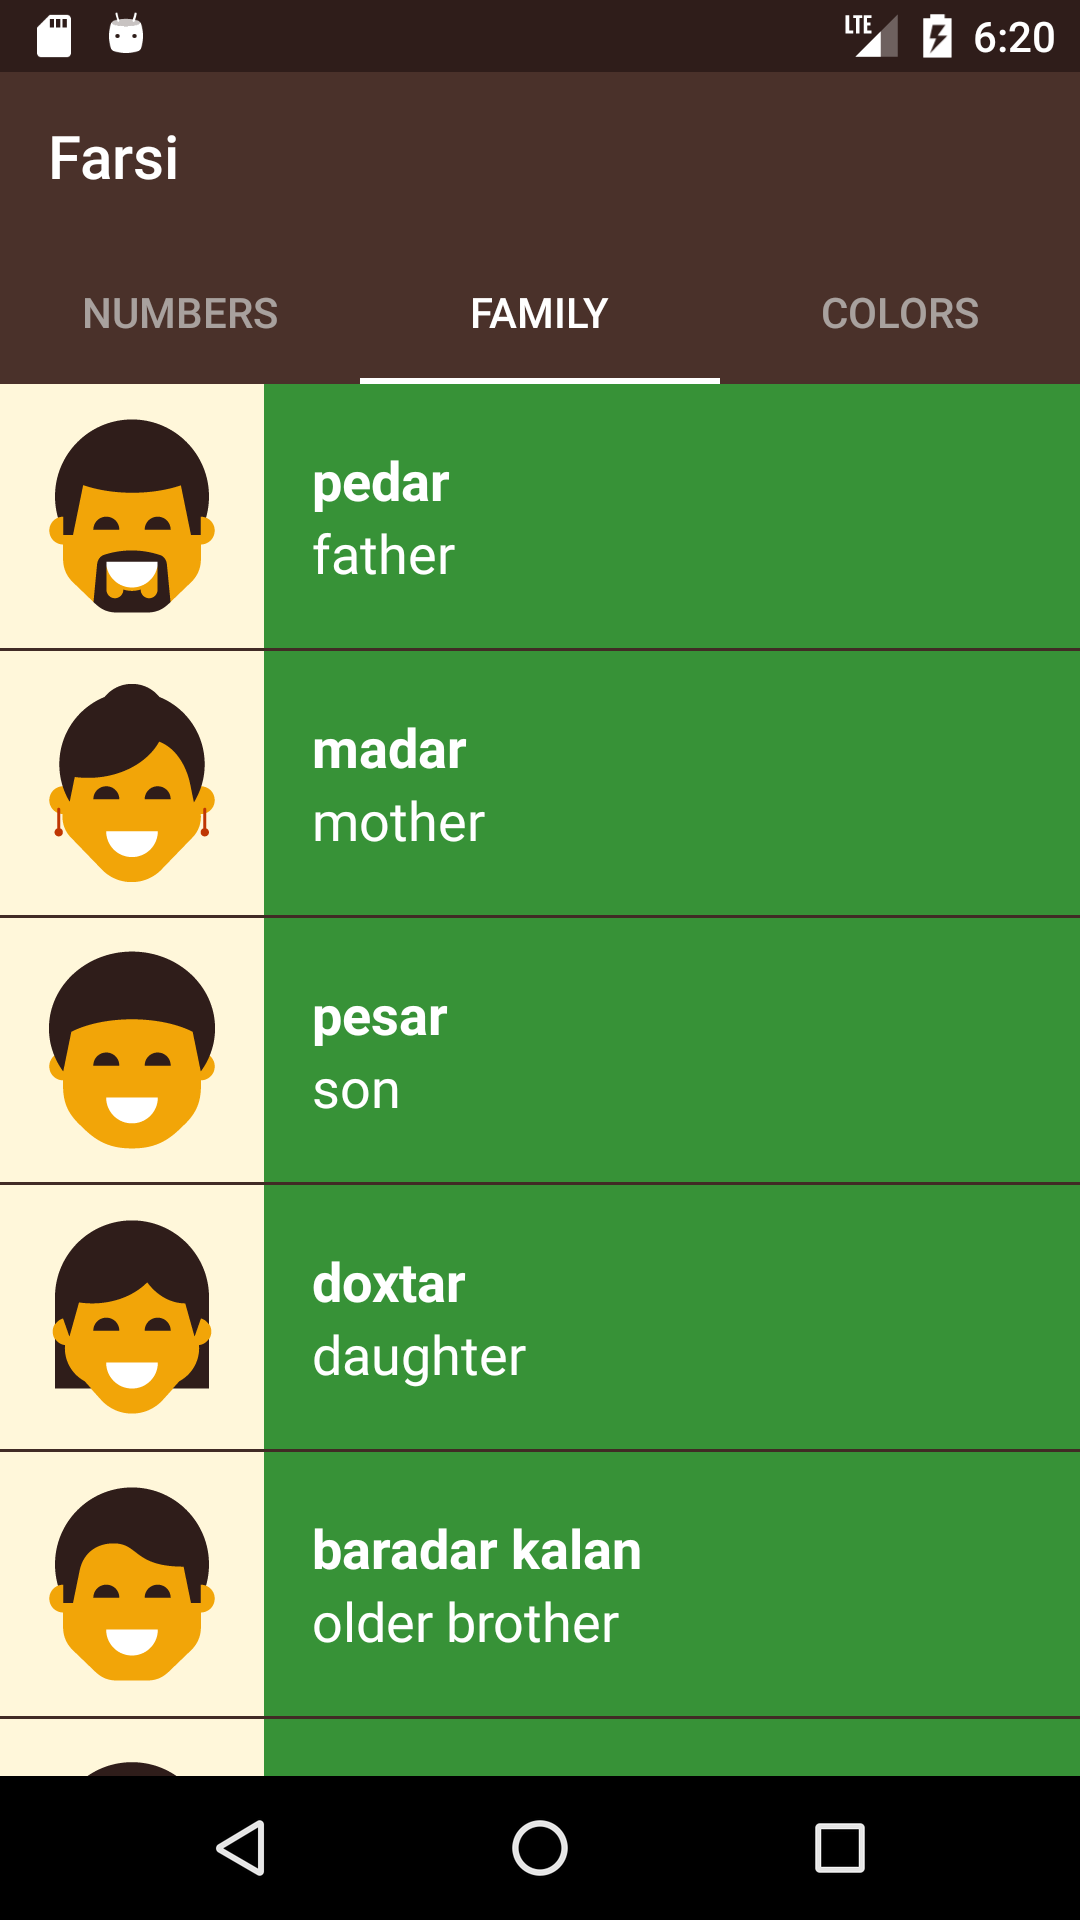 LTE 6:20
Farsi
NUMBERS FAMILY COLORS
pedar
father
madar
mother
pesar
son
doxtar
daughter
baradar kalan
older brother